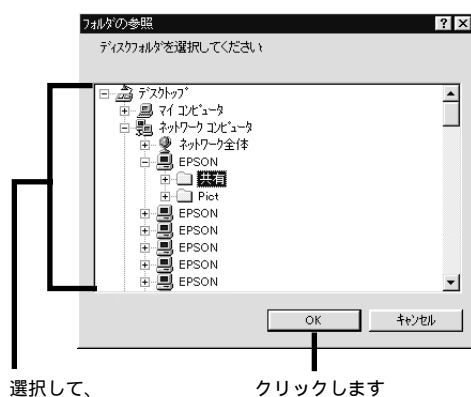 フォルダの参照
ディスクフォルダを選択してください
デスクトップ
マイ コンピュータ
ネットワーク コンピュータ
ネットワーク全体
EPSON
共有
Pict
EPSON
EPSON
EPSON
EPSON
EPSON
OK キャンセル
選択して、 クリックします